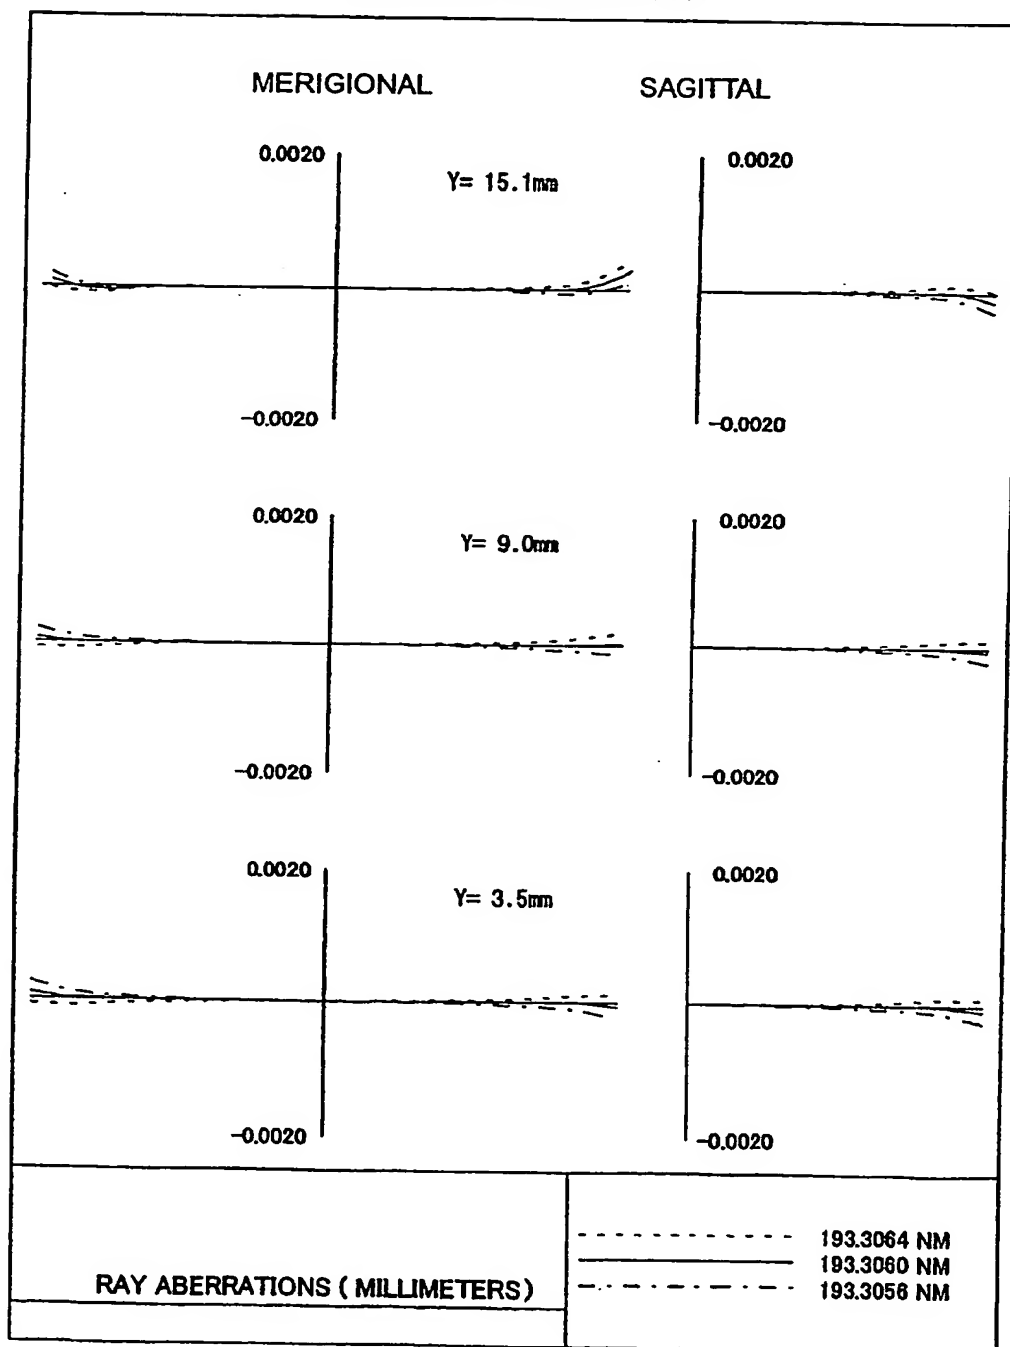 MERIGIONAL SAGITTAL
0.0020 0.0020
Y= 15.1mm
-0.0020 -0.0020
0.0020 0.0020
Y= 9.0mm
-0.0020 -0.0020
0.0020 0.0020
Y= 3.5mm
-0.0020 -0.0020
193.3064 NM
193.3060 NM
RAY ABERRATIONS ( MILLIMETERS) 193.3056 NM